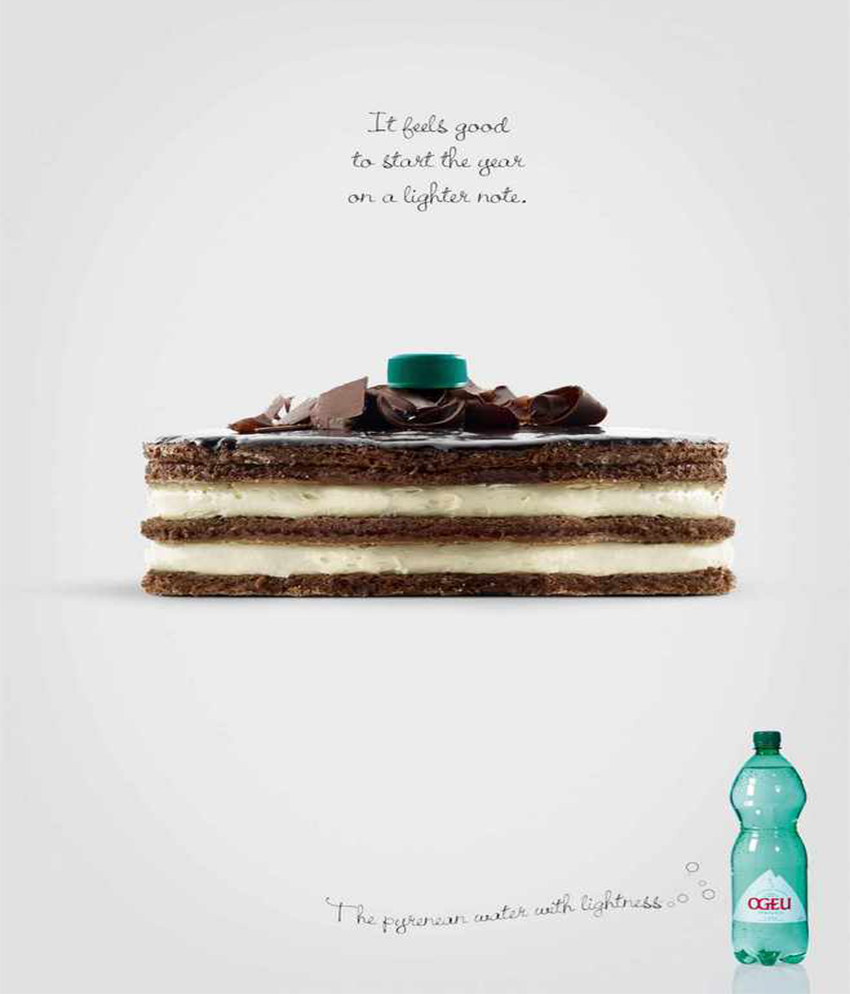 It feels good
to start the year
on a lighter note.
The pyrenean water with lightness
OGEU